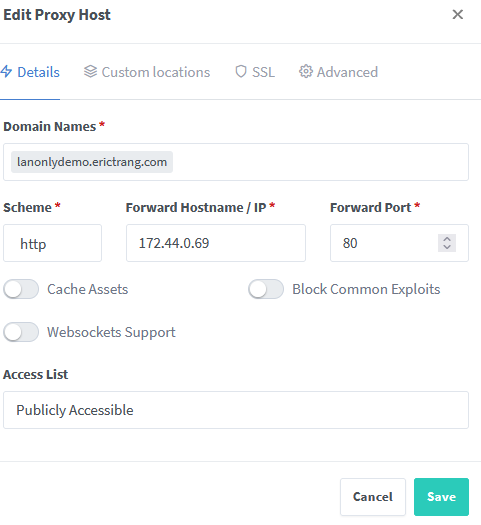 Edit Proxy Host
Details Custom locations SSL Advanced
Domain Names *
lanonlydemo.erictrang.com
Scheme * Forward Hostname / IP * Forward Port *
http 172.44.0.69 80
Cache Assets Block Common Exploits
Websockets Support
Access List
Publicly Accessible
Cancel Save